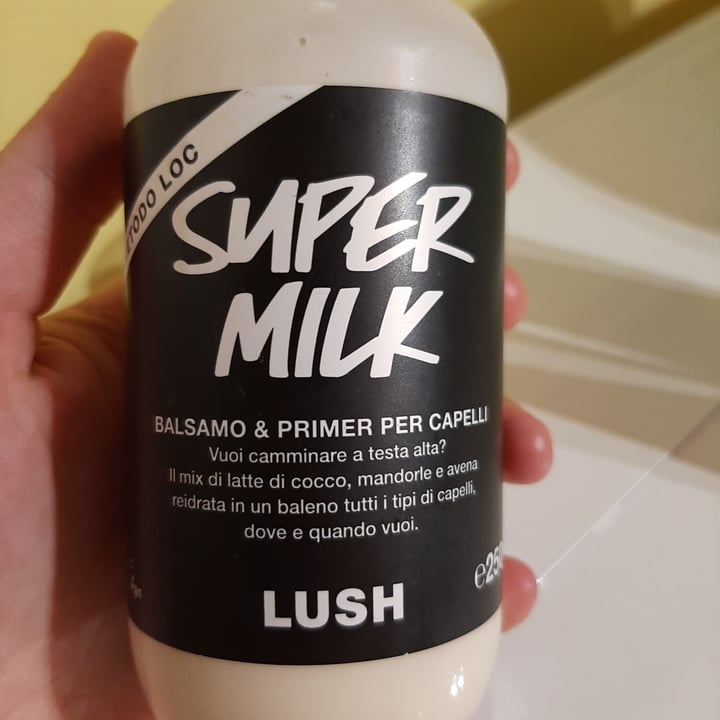 LOC
SUPER
MILK
BALSAMO & PRIMER PER CAPELLI
Vuoi camminare a testa alta?
Il mix di latte di cocco, mandorle e avena
reidrata in un baleno tutti i tipi di capelli,
dove e quando vuoi.
LUSH